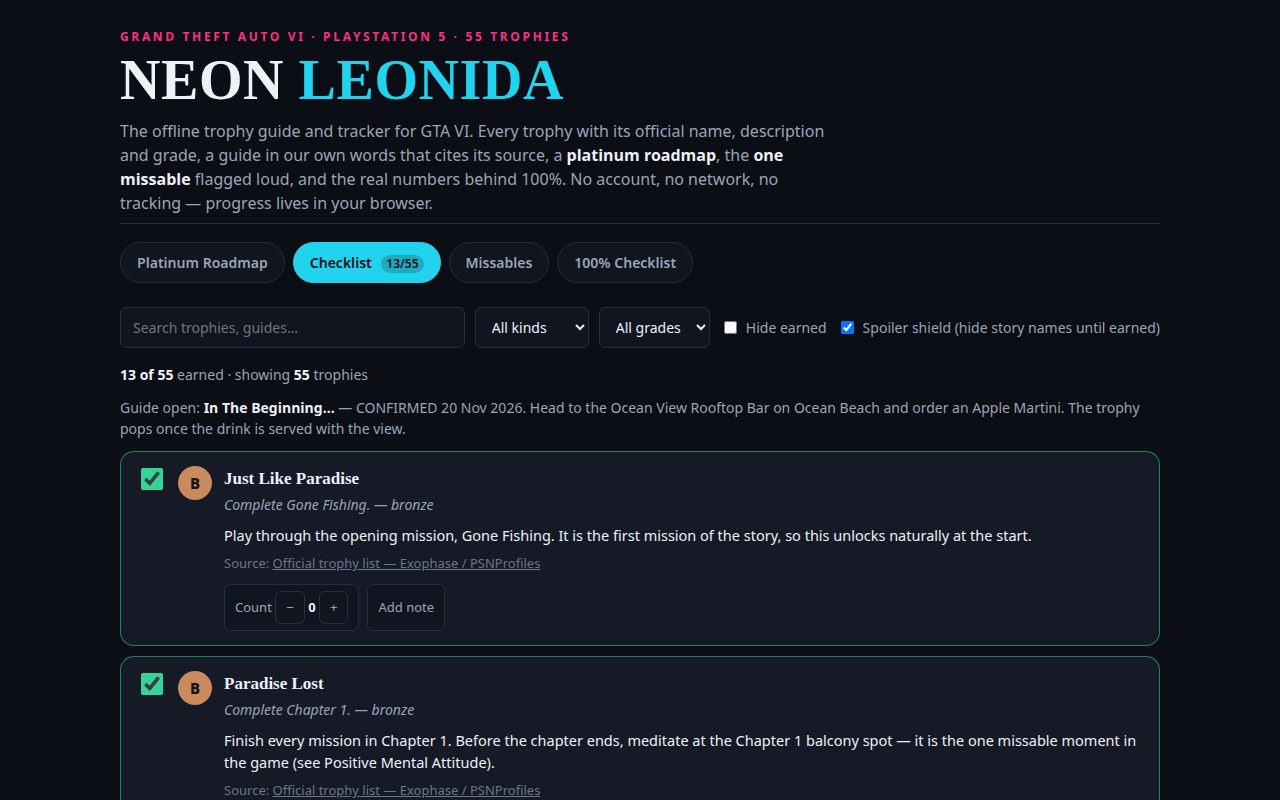 GRAND THEFT AUTO VI · PLAYSTATION 5 · 55 TROPHIES
NEON LEONIDA
The offline trophy guide and tracker for GTA VI. Every trophy with its official name, description
and grade, a guide in our own words that cites its source, a platinum roadmap, the one
missable flagged loud, and the real numbers behind 100%. No account, no network, no
tracking — progress lives in your browser.
Platinum Roadmap Checklist 13/55 Missables 100% Checklist
Search trophies, guides... All kinds All grades Hide earned Spoiler shield (hide story names until earned)
13 of 55 earned · showing 55 trophies
Guide open: In The Beginning... — CONFIRMED 20 Nov 2026. Head to the Ocean View Rooftop Bar on Ocean Beach and order an Apple Martini. The trophy
pops once the drink is served with the view.
B Just Like Paradise
Complete Gone Fishing. — bronze
Play through the opening mission, Gone Fishing. It is the first mission of the story, so this unlocks naturally at the start.
Source: Official trophy list — Exophase / PSNProfiles
Count − 0 + Add note
B Paradise Lost
Complete Chapter 1. — bronze
Finish every mission in Chapter 1. Before the chapter ends, meditate at the Chapter 1 balcony spot — it is the one missable moment in
the game (see Positive Mental Attitude).
Source: Official trophy list — Exophase / PSNProfiles